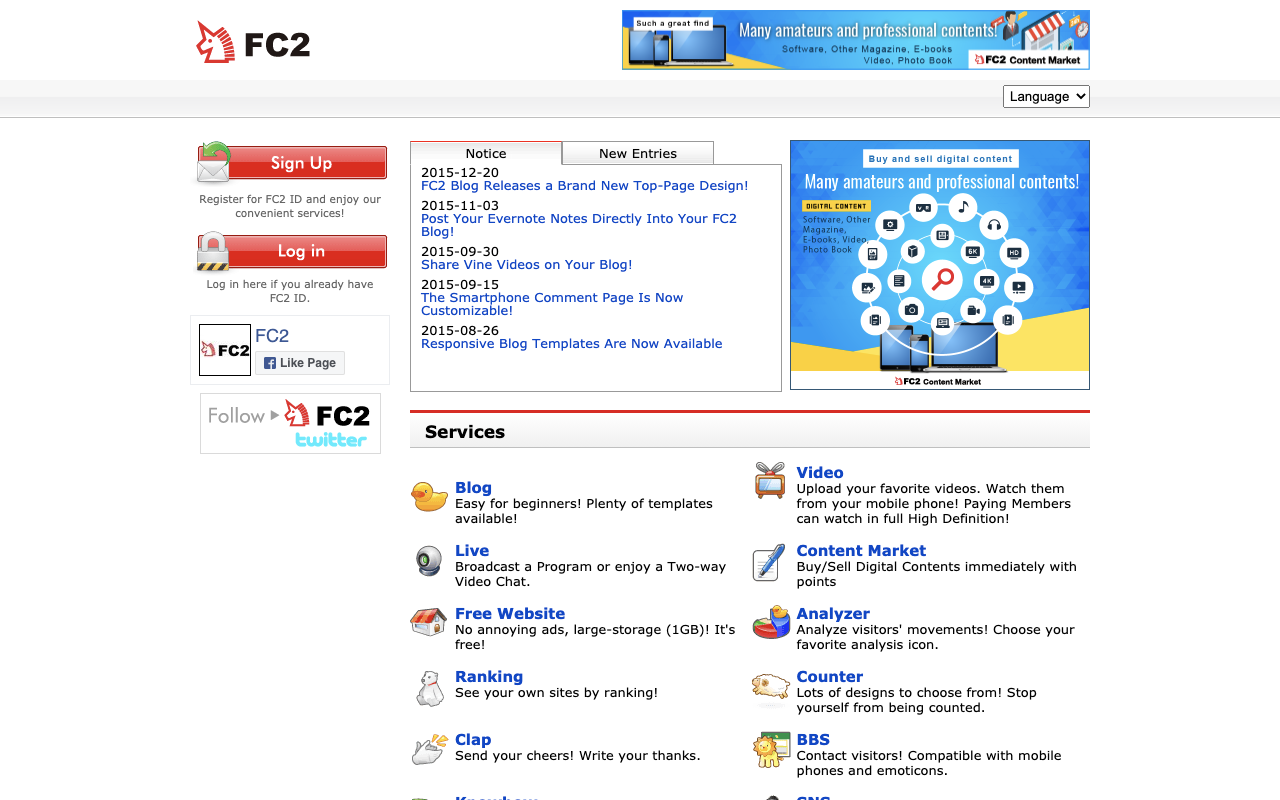 FC2
Such a great find
Many amateurs and professional contents!
Software, Other Magazine, E-books
Video, Photo Book
FC2 Content Market
Language
Sign Up
Register for FC2 ID and enjoy our
convenient services!
Log in
Log in here if you already have
FC2 ID.
FC2
FC2
Like Page
Follow
FC2
twitter
Notice
New Entries
2015-12-20
FC2 Blog Releases a Brand New Top-Page Design!
2015-11-03
Post Your Evernote Notes Directly Into Your FC2
Blog!
2015-09-30
Share Vine Videos on Your Blog!
2015-09-15
The Smartphone Comment Page Is Now
Customizable!
2015-08-26
Responsive Blog Templates Are Now Available
Buy and sell digital content
Many amateurs and professional contents!
DIGITAL CONTENT
Software, Other
Magazine,
E-books, Video,
Photo Book
6K
HD
4K
FC2 Content Market
Services
Blog
Easy for beginners! Plenty of templates
available!
Video
Upload your favorite videos. Watch them
from your mobile phone! Paying Members
can watch in full High Definition!
Live
Broadcast a Program or enjoy a Two-way
Video Chat.
Content Market
Buy/Sell Digital Contents immediately with
points
Free Website
No annoying ads, large-storage (1GB)! It's
free!
Analyzer
Analyze visitors' movements! Choose your
favorite analysis icon.
Ranking
See your own sites by ranking!
Counter
Lots of designs to choose from! Stop
yourself from being counted.
Clap
Send your cheers! Write your thanks.
BBS
Contact visitors! Compatible with mobile
phones and emoticons.
Knowhow
SNS